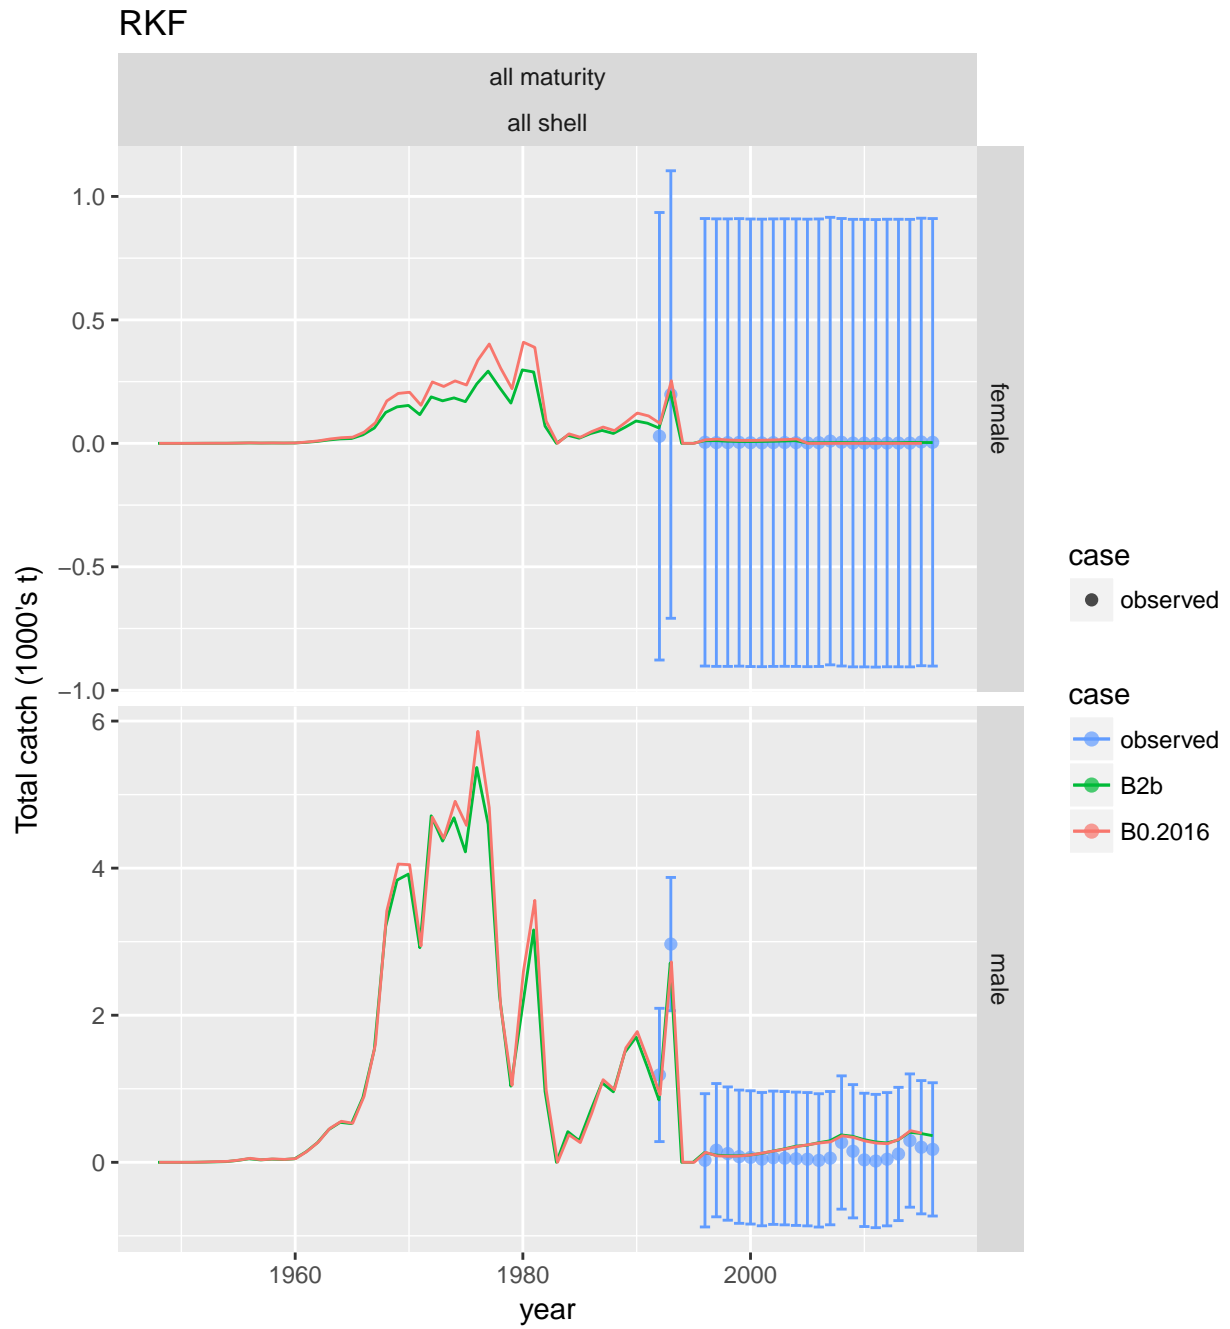 RKF
all maturity
all shell
1.0
0.5
0.0
−0.5
−1.0
female
6
4
2
0
male
1960
1980
2000
year
Total catch (1000's t)
case
observed
case
observed
B2b
B0.2016